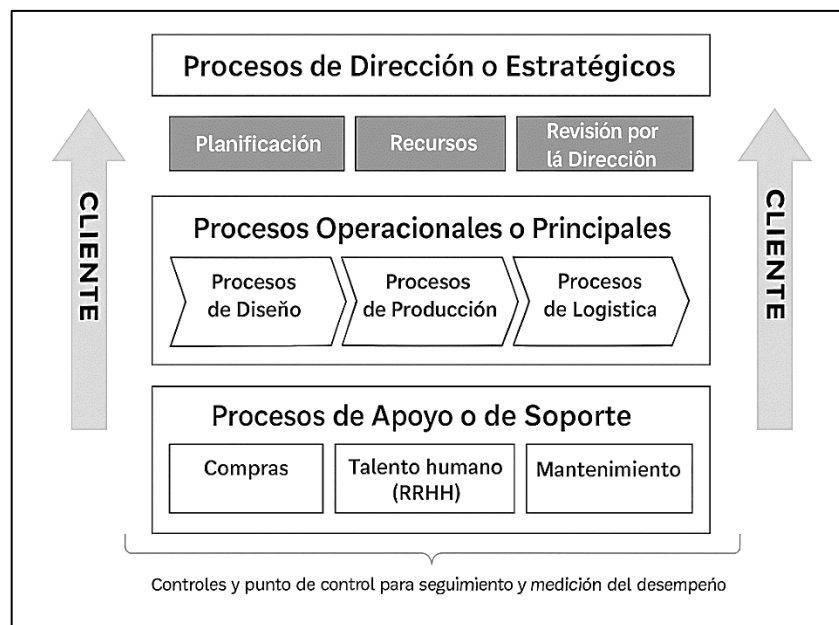 Procesos de Dirección o Estratégicos
Planificación
Recursos
Revisión por
lá Direcciôn
CLIENTE
CLIENTE
Procesos Operacionales o Principales
Procesos
de Diseño
Procesos
de Producción
Procesos
de Logistica
Procesos de Apoyo o de Soporte
Compras
Talento humano
(RRHH)
Mantenimiento
Controles y punto de control para seguimiento y medición del desempeño